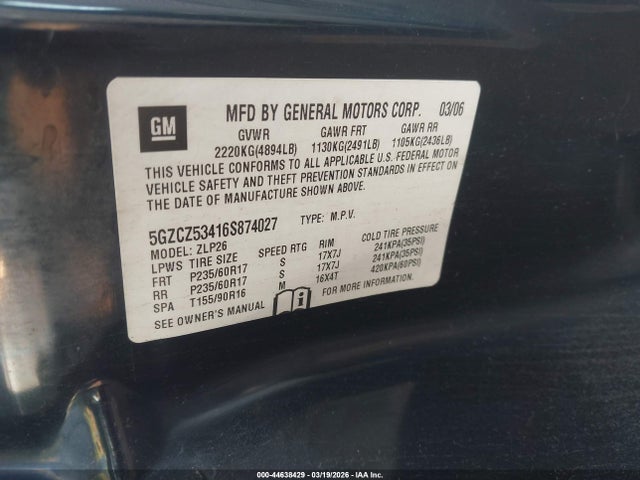 GM
MFD BY GENERAL MOTORS CORP. 03/06
GVWR GAWR FRT GAWR RR
2220KG(4894LB) 1130KG(2491LB) 1105KG(2436LB)
THIS VEHICLE CONFORMS TO ALL APPLICABLE U.S. FEDERAL MOTOR
VEHICLE SAFETY AND THEFT PREVENTION STANDARDS IN EFFECT ON
THE DATE OF MANUFACTURE SHOWN ABOVE.
5GZCZ53416S874027 TYPE: M.P.V.
MODEL: ZLP26
LPWS TIRE SIZE SPEED RTG RIM COLD TIRE PRESSURE
FRT P235/60R17 S 17X7J 241KPA(35PSI)
RR P235/60R17 S 17X7J 241KPA(35PSI)
SPA T155/90R16 M 16X4T 420KPA(60PSI)
SEE OWNER'S MANUAL
000-44638429 - 03/19/2026 - IAA Inc.